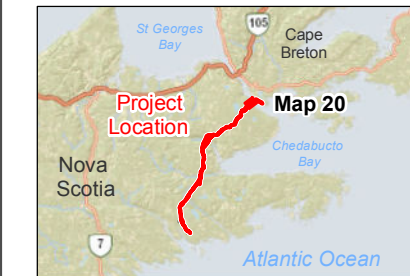 St Georges
Bay
105
Cape
Breton
Project
Location
Map 20
Chedabucto
Bay
Nova
Scotia
7
Atlantic Ocean